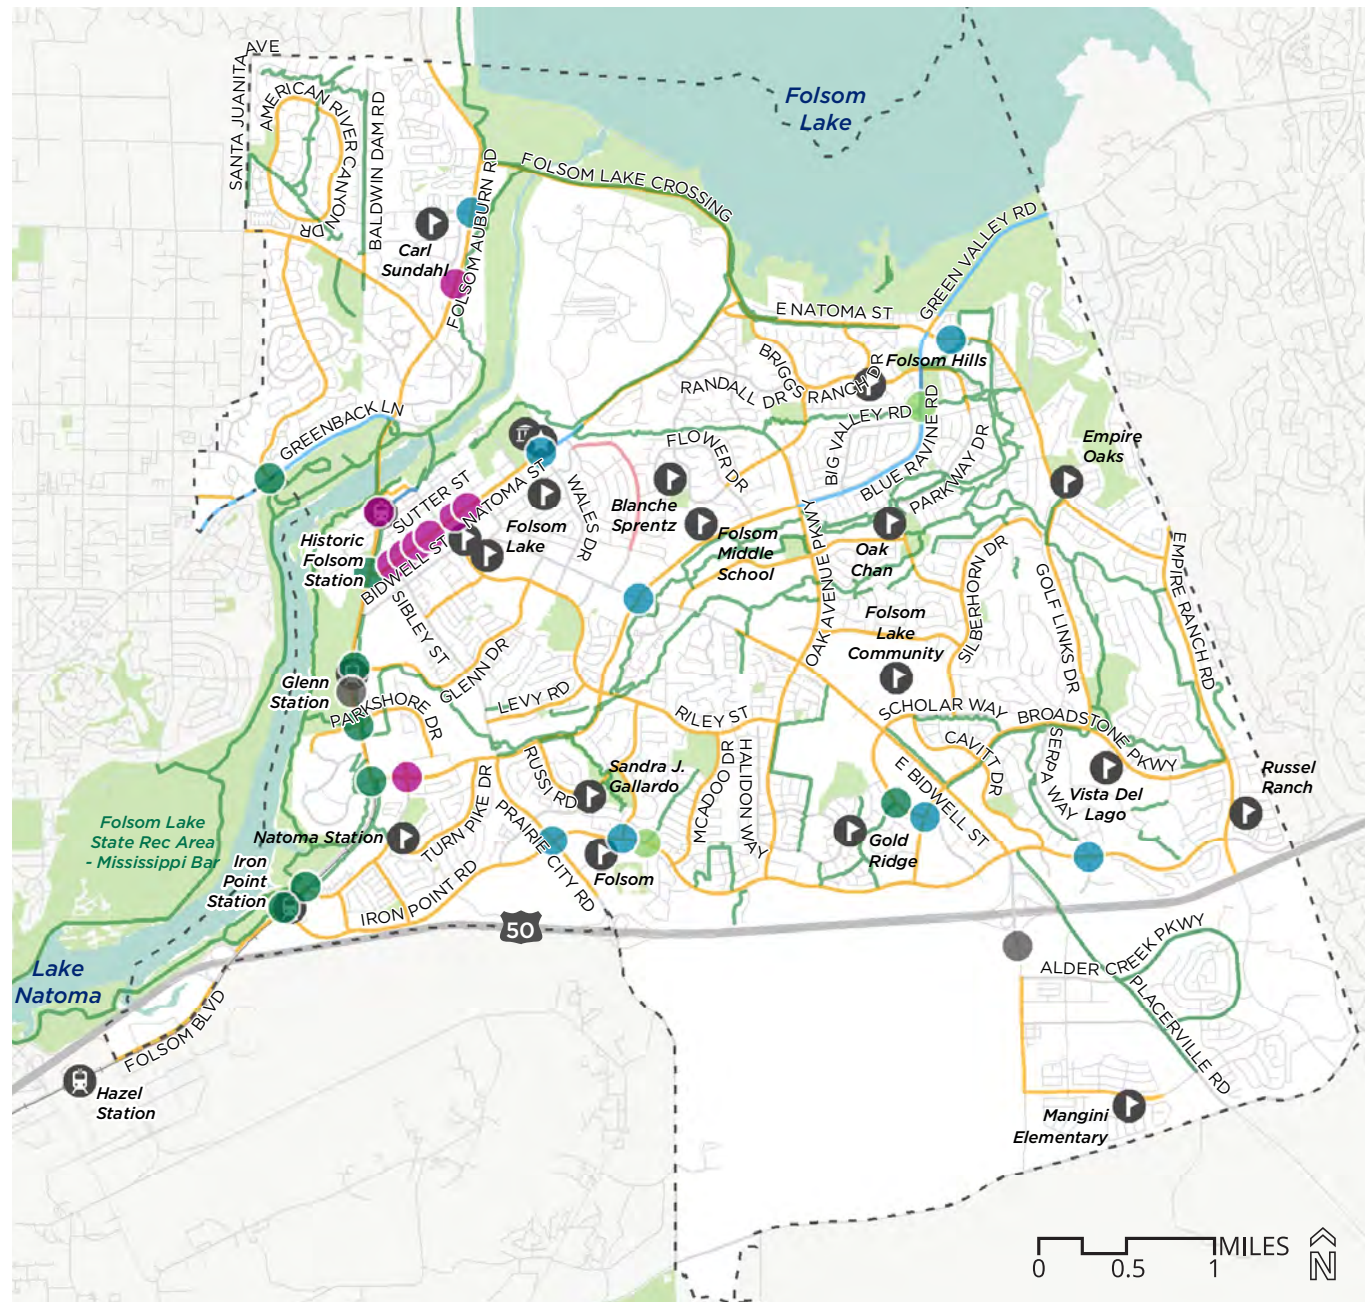 AVE
SANTA JUANITA
AMERICAN RIVER CANYON
DR
BALDWIN DAM RD
FOLSOM AUBURN RD
FOLSOM LAKE CROSSING
Folsom
Lake
GREEN VALLEY RD
Carl
Sundahl
E NATOMA ST
BRIGGS
RANCH DR
Folsom Hills
RANDALL DR
BIG VALLEY RD
BLUE RAVINE RD
PARKWAY DR
Empire
Oaks
GREENBACK LN
SUTTER ST
NATOMA ST
FLOWER DR
WALES DR
Blanche
Sprentz
Folsom
Lake
Folsom
Middle
School
Oak
Chan
Historic
Folsom
Station
BIDWELL ST
SIBLEY ST
OAK AVENUE PKWY
Folsom
Lake
Community
SILBERHORN DR
GOLF LINKS DR
EMPIRE RANCH RD
Glenn
Station
GLENN DR
PARKSHORE DR
LEVY RD
RILEY ST
SCHOLAR WAY
BROADSTONE PKWY
CAVITT DR
SERPA WAY
E BIDWELL ST
RUSSI RD
Sandra J.
Gallardo
MCADOO DR
HALIDON WAY
Vista Del
Lago
Russel
Ranch
Folsom Lake
State Rec Area
- Mississippi Bar
Natoma Station
TURN PIKE DR
PRAIRIE CITY RD
Gold
Ridge
Iron
Point
Station
Folsom
IRON POINT RD
50
ALDER CREEK PKWY
PLACERVILLE RD
Lake
Natoma
FOLSOM BLVD
Hazel
Station
Mangini
Elementary
MILES
0 0.5 1
N